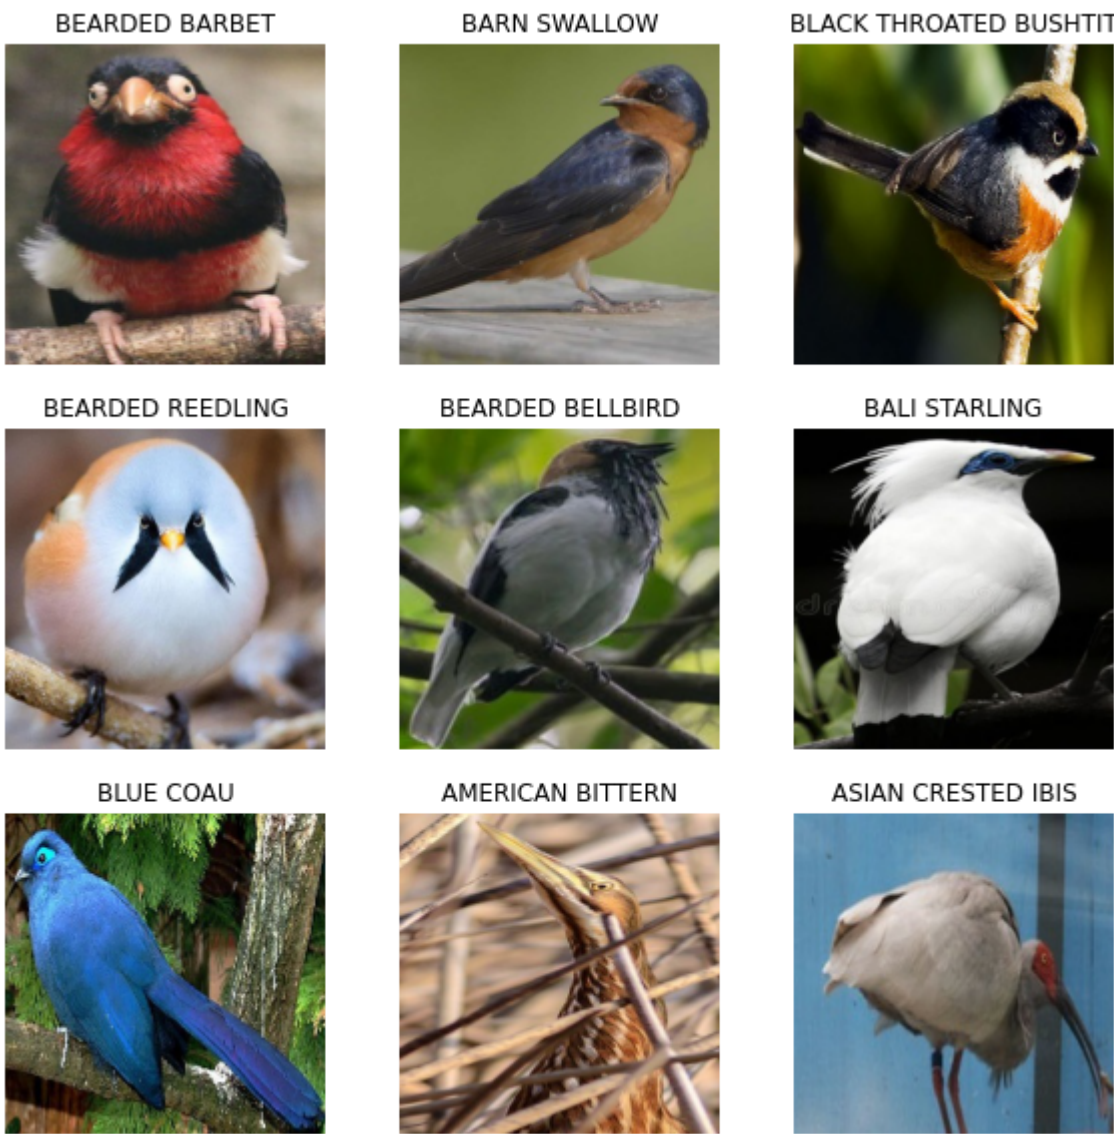 BEARDED BARBET
BARN SWALLOW
BLACK THROATED BUSHTIT
BEARDED REEDLING
BEARDED BELLBIRD
BALI STARLING
BLUE COAU
AMERICAN BITTERN
ASIAN CRESTED IBIS